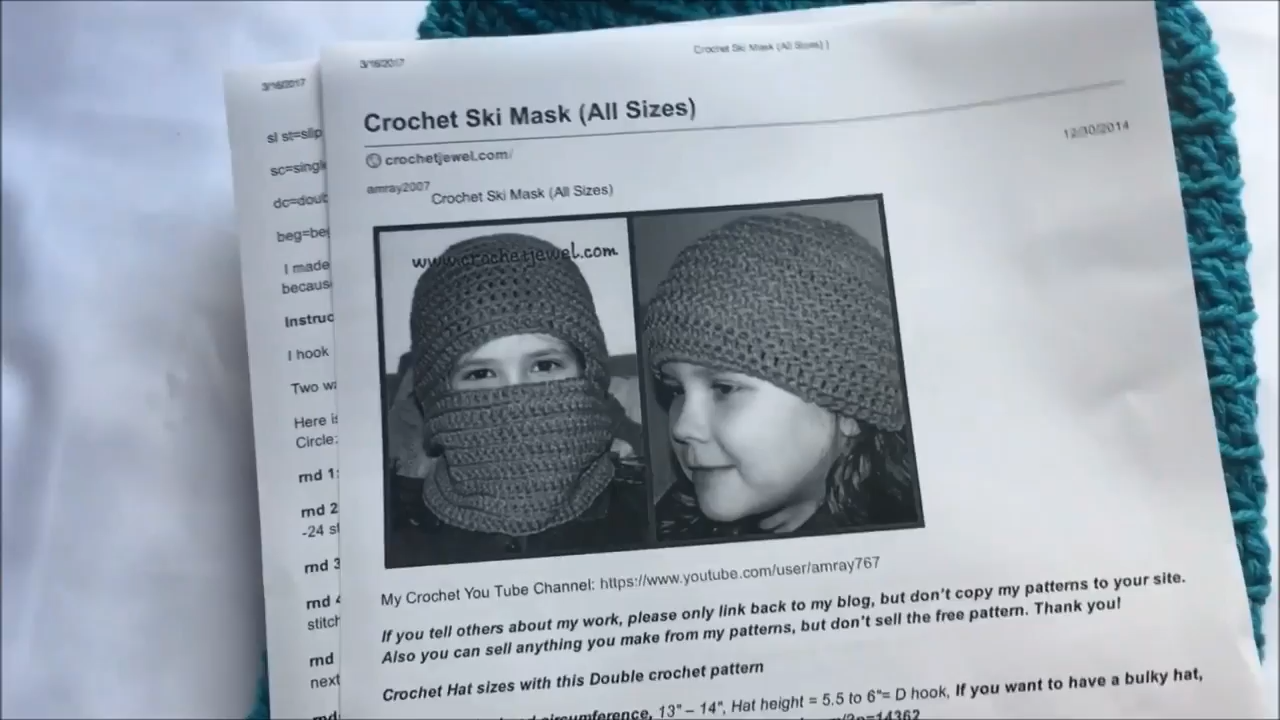 3/16/2017
sl st=slip
sc=singl
dc=doub
beg=be
I made
becaus
Instruc
I hook
Two w
Here is
Circle:
rnd 1:
rnd 2
-24 s
rnd 3
rnd 4
stitch
rnd
next
rnd
3/16/2017
Crochet Ski Mask (All Sizes) |
Crochet Ski Mask (All Sizes)
12/30/2014
crochetjewel.com/
amray2007
Crochet Ski Mask (All Sizes)
www.crochetjewel.com
My Crochet You Tube Channel: https://www.youtube.com/user/amray767
If you tell others about my work, please only link back to my blog, but don't copy my patterns to your site.
Also you can sell anything you make from my patterns, but don't sell the free pattern. Thank you!
Crochet Hat sizes with this Double crochet pattern
circumference, 13" – 14", Hat height = 5.5 to 6"= D hook, If you want to have a bulky hat,
/?p=14362